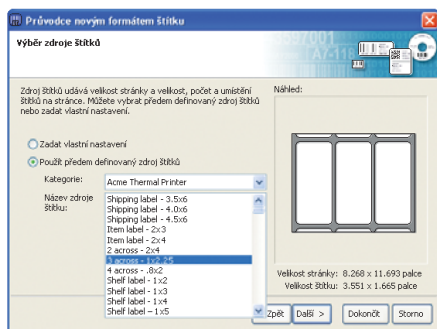 Průvodce novým formátem štítku
Výběr zdroje štítků
Zdroj štítků udává velikost stránky a velikost, počet a umístění
štítků na stránce. Můžete vybrat předem definovaný zdroj štítků
nebo zadat vlastní nastavení.
Náhled:
Zadat vlastní nastavení
Použít předem definovaný zdroj štítků
Kategorie:
Acme Thermal Printer
Název zdroje
štítku:
Shipping label - 3.5x6
Shipping label - 4.0x6
Shipping label - 4.5x6
Item label - 2x3
Item label - 2x4
2 across - 2x4
3 across - 1x2.25
4 across - .8x2
Shelf label - 1x2
Shelf label - 1x3
Shelf label - 1x4
Shelf label – 1x5
Velikost stránky: 8.268 x 11.693 palce
Velikost štítku: 3.551 x 1.665 palce
Zpět
Další >
Dokončit
Storno